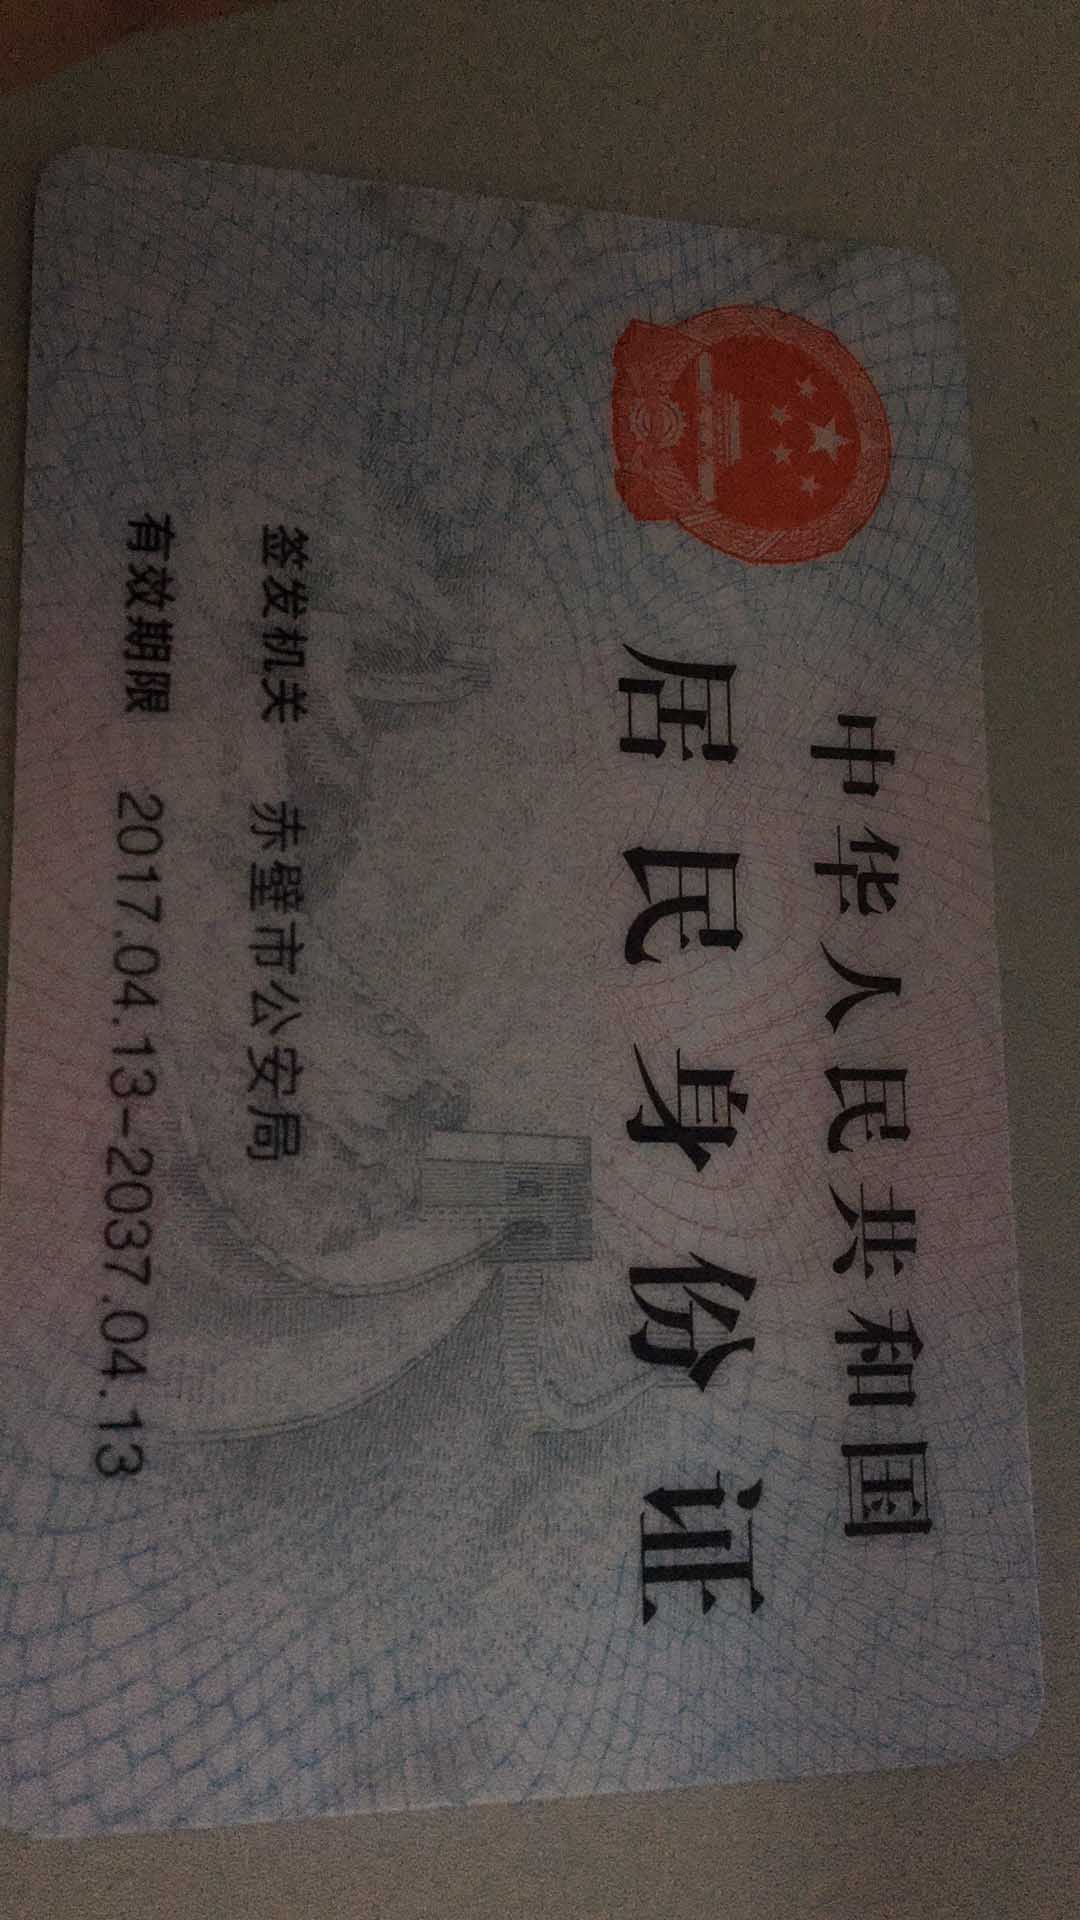 中华人民共和国
居民身份证
签发机关 赤壁市公安局
有效期限 2017.04.13-2037.04.13